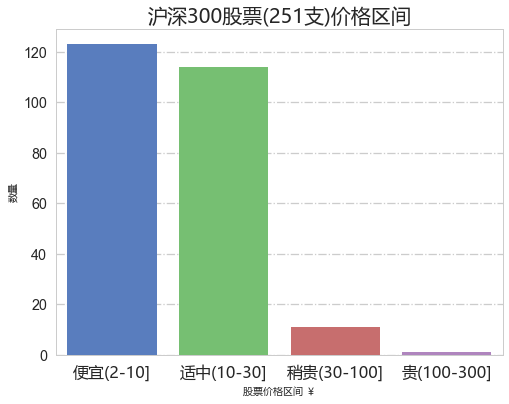 沪深300股票(251支)价格区间
数量
120
100
80
60
40
20
0
便宜(2-10]
适中(10-30]
稍贵(30-100]
贵(100-300]
股票价格区间 ¥